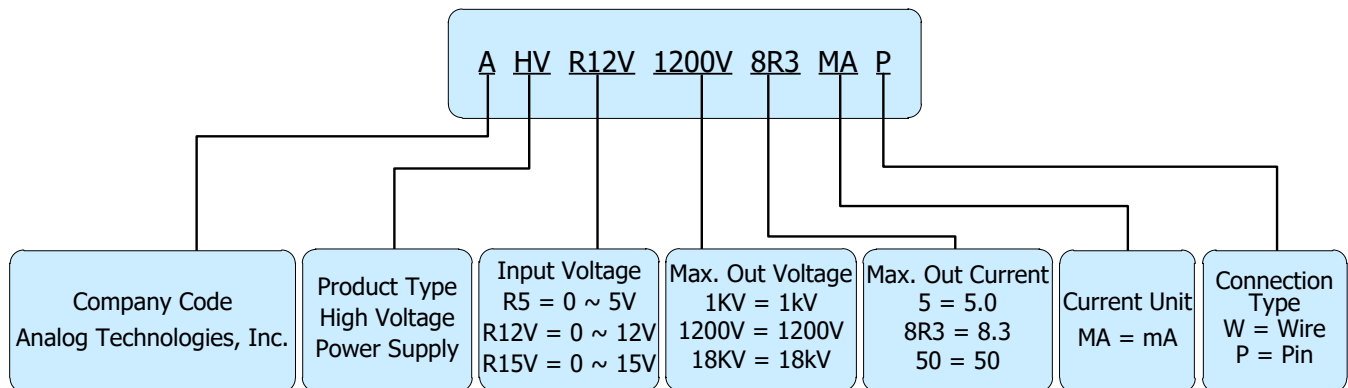 A HV R12V 1200V 8R3 MA P
Company Code
Analog Technologies, Inc.
Product Type
High Voltage
Power Supply
Input Voltage
R5 = 0 ~ 5V
R12V = 0 ~ 12V
R15V = 0 ~ 15V
Max. Out Voltage
1KV = 1kV
1200V = 1200V
18KV = 18kV
Max. Out Current
5 = 5.0
8R3 = 8.3
50 = 50
Current Unit
MA = mA
Connection
Type
W = Wire
P = Pin